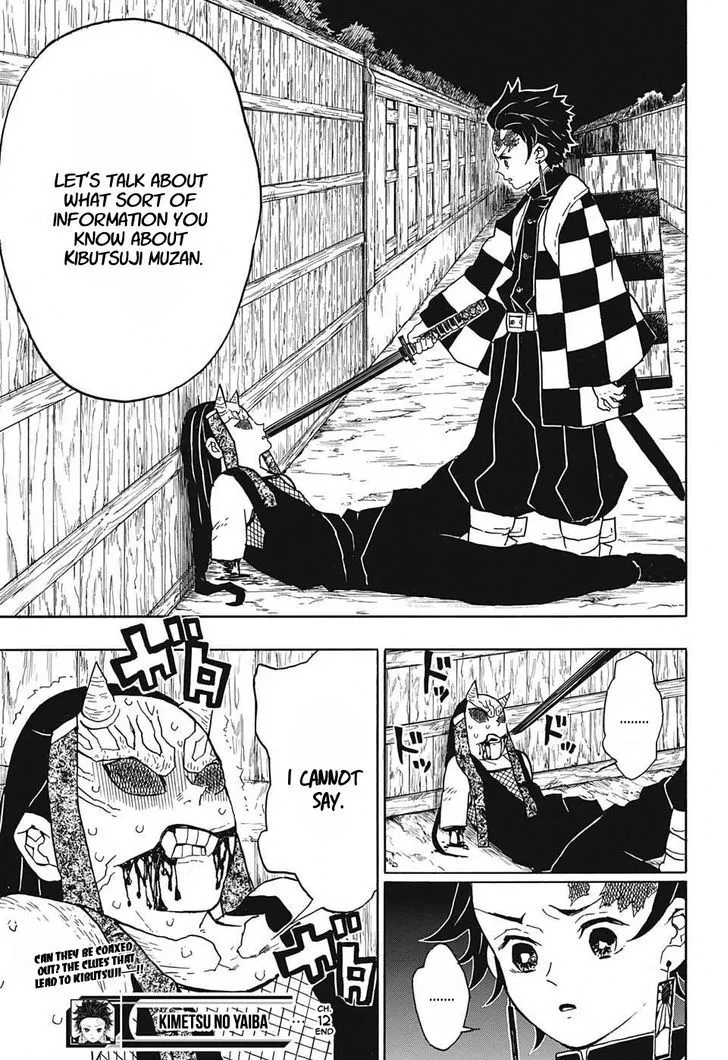 LET'S TALK ABOUT
WHAT SORT OF
INFORMATION YOU
KNOW ABOUT
KIBUTSUJI MUZAN.
.........
ドッ
ドッ
.........
ガタ
I CANNOT
SAY.
ガタ
CAN THEY BE COAXED
OUT? THE CLUES THAT
LEAD TO KIBUTSUJI ---!!
KIMETSU NO YAIBA ...... CH.
12
END